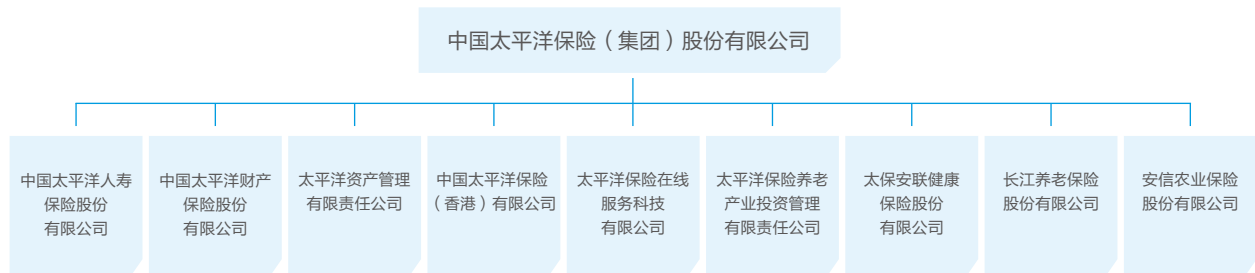 中国太平洋保险（集团）股份有限公司
中国太平洋人寿
保险股份
有限公司
中国太平洋财产
保险股份
有限公司
太平洋资产管理
有限责任公司
中国太平洋保险
（香港）有限公司
太平洋保险在线
服务科技
有限公司
太平洋保险养老
产业投资管理
有限责任公司
太保安联健康
保险股份
有限公司
长江养老保险
股份有限公司
安信农业保险
股份有限公司